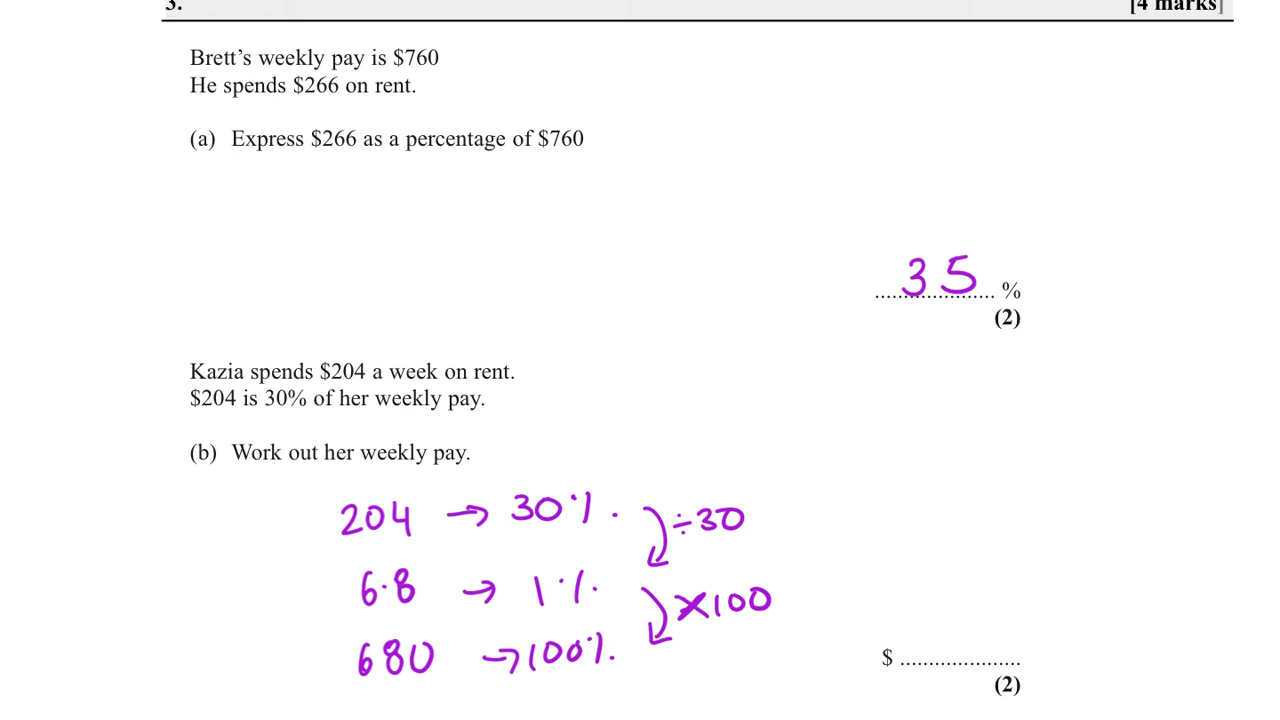 3. [4 marks]
Brett's weekly pay is $760
He spends $266 on rent.
(a) Express $266 as a percentage of $760
35 %
(2)
Kazia spends $204 a week on rent.
$204 is 30% of her weekly pay.
(b) Work out her weekly pay.
204 → 30% ÷30
6.8 → 1% ×100
680 → 100%
$ ......................
(2)